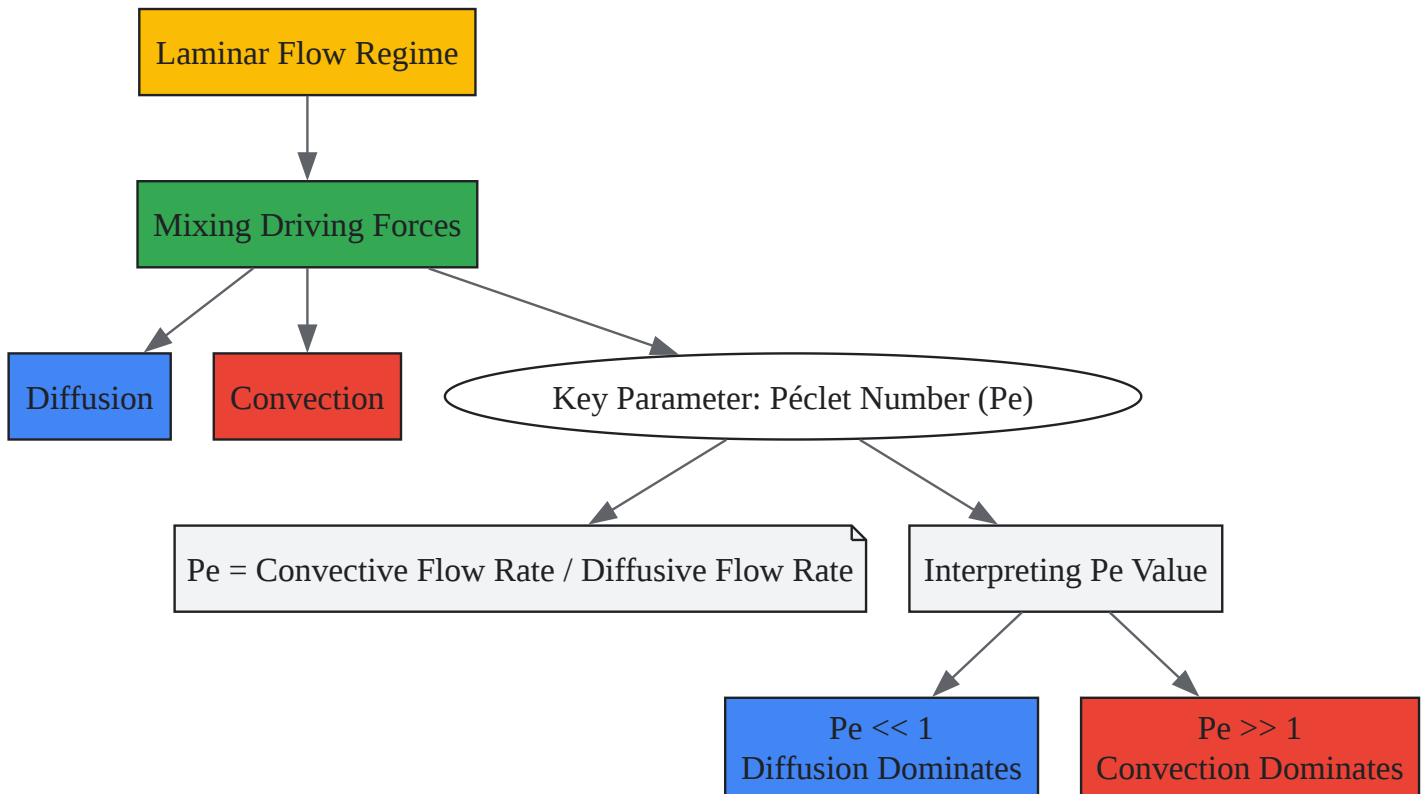 Laminar Flow Regime
Mixing Driving Forces
Diffusion
Convection
Key Parameter: Péclet Number (Pe)
Pe = Convective Flow Rate / Diffusive Flow Rate
Interpreting Pe Value
Pe << 1
Diffusion Dominates
Pe >> 1
Convection Dominates